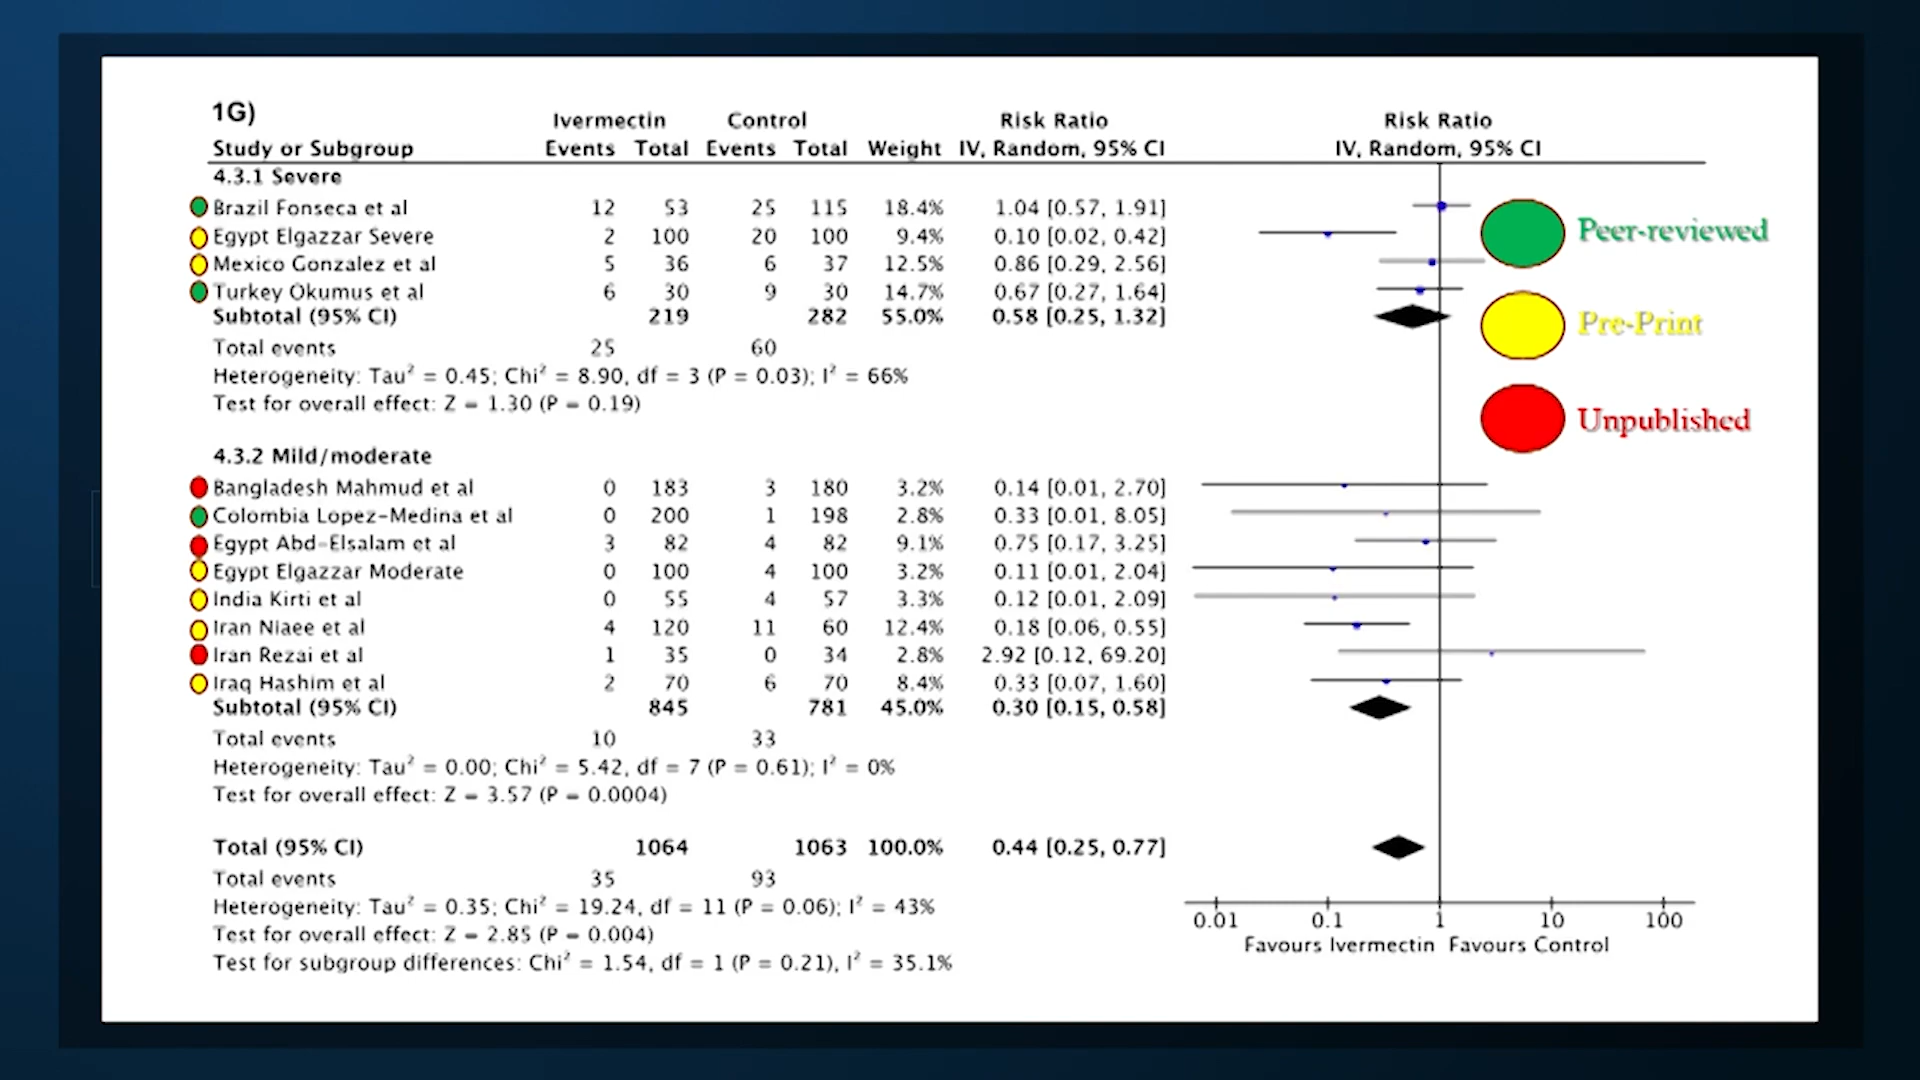 1G)
Ivermectin Control Risk Ratio Risk Ratio
Study or Subgroup Events Total Events Total Weight IV, Random, 95% CI IV, Random, 95% CI
4.3.1 Severe
Brazil Fonseca et al 12 53 25 115 18.4% 1.04 [0.57, 1.91]
Egypt Elgazzar Severe 2 100 20 100 9.4% 0.10 [0.02, 0.42]
Mexico Gonzalez et al 5 36 6 37 12.5% 0.86 [0.29, 2.56]
Turkey Okumus et al 6 30 9 30 14.7% 0.67 [0.27, 1.64]
Subtotal (95% CI) 219 282 55.0% 0.58 [0.25, 1.32]
Total events 25 60
Heterogeneity: Tau² = 0.45; Chi² = 8.90, df = 3 (P = 0.03); I² = 66%
Test for overall effect: Z = 1.30 (P = 0.19)
Peer-reviewed
Pre-Print
Unpublished
4.3.2 Mild/moderate
Bangladesh Mahmud et al 0 183 3 180 3.2% 0.14 [0.01, 2.70]
Colombia Lopez-Medina et al 0 200 1 198 2.8% 0.33 [0.01, 8.05]
Egypt Abd-Elsalam et al 3 82 4 82 9.1% 0.75 [0.17, 3.25]
Egypt Elgazzar Moderate 0 100 4 100 3.2% 0.11 [0.01, 2.04]
India Kirti et al 0 55 4 57 3.3% 0.12 [0.01, 2.09]
Iran Niaee et al 4 120 11 60 12.4% 0.18 [0.06, 0.55]
Iran Rezai et al 1 35 0 34 2.8% 2.92 [0.12, 69.20]
Iraq Hashim et al 2 70 6 70 8.4% 0.33 [0.07, 1.60]
Subtotal (95% CI) 845 781 45.0% 0.30 [0.15, 0.58]
Total events 10 33
Heterogeneity: Tau² = 0.00; Chi² = 5.42, df = 7 (P = 0.61); I² = 0%
Test for overall effect: Z = 3.57 (P = 0.0004)
Total (95% CI) 1064 1063 100.0% 0.44 [0.25, 0.77]
Total events 35 93
Heterogeneity: Tau² = 0.35; Chi² = 19.24, df = 11 (P = 0.06); I² = 43%
Test for overall effect: Z = 2.85 (P = 0.004)
Test for subgroup differences: Chi² = 1.54, df = 1 (P = 0.21), I² = 35.1%
0.01 0.1 1 10 100
Favours Ivermectin Favours Control